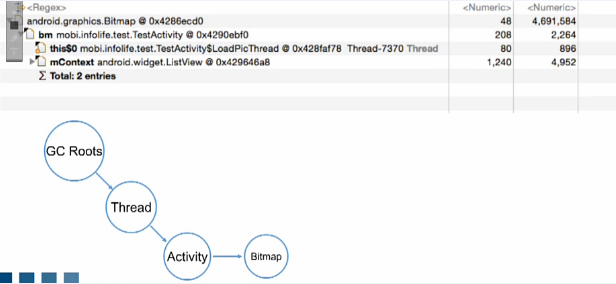 <Regex> <Numeric> <Numeric>
android.graphics.Bitmap @ 0x4286ecd0 48 4,691,584
bm mobi.infolife.test.TestActivity @ 0x4290ebf0 208 2,264
this$0 mobi.infolife.test.TestActivity$LoadPicThread @ 0x428faf78 Thread-7370 Thread 80 896
mContext android.widget.ListView @ 0x429646a8 1,240 4,952
Σ Total: 2 entries
GC Roots
Thread
Activity
Bitmap